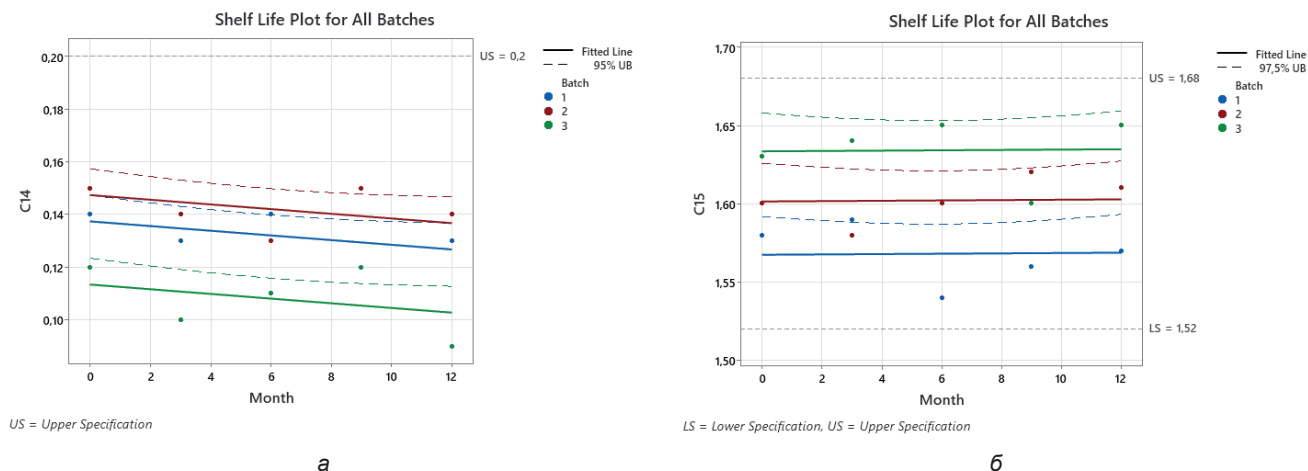 Shelf Life Plot for All Batches
0,20
0,18
0,16
0,14
0,12
0,10
C14
0 2 4 6 8 10 12
Month
US = 0,2
Fitted Line
95% UB
Batch
1
2
3
US = Upper Specification
а
Shelf Life Plot for All Batches
1,70
1,65
1,60
1,55
1,50
C15
0 2 4 6 8 10 12
Month
US = 1,68
LS = 1,52
Fitted Line
97,5% UB
Batch
1
2
3
LS = Lower Specification, US = Upper Specification
б